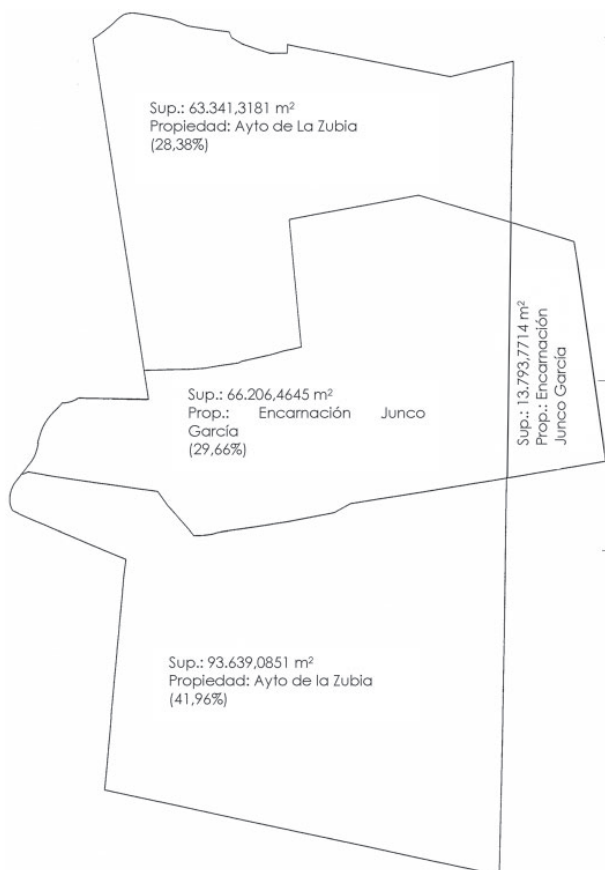 Sup.: 63.341,3181 m²
Propiedad: Ayto de La Zubia
(28,38%)
Sup.: 13.793,7714 m²
Prop.: Encarnación
Junco García
Sup.: 66.206,4645 m²
Prop.: Encarnación Junco
García
(29,66%)
Sup.: 93.639,0851 m²
Propiedad: Ayto de la Zubia
(41,96%)